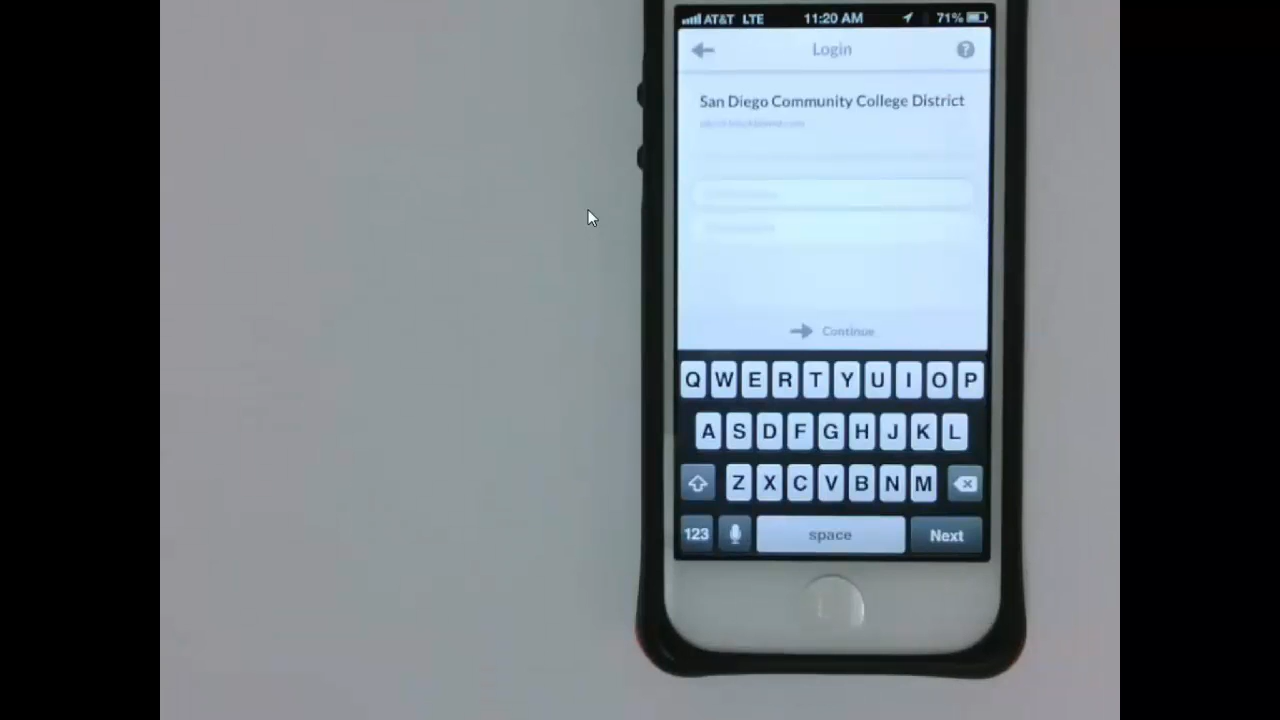 AT&T LTE 11:20 AM 71%
Login ?
San Diego Community College District
Continue
Q W E R T Y U I O P
A S D F G H J K L
Z X C V B N M
123 space Next